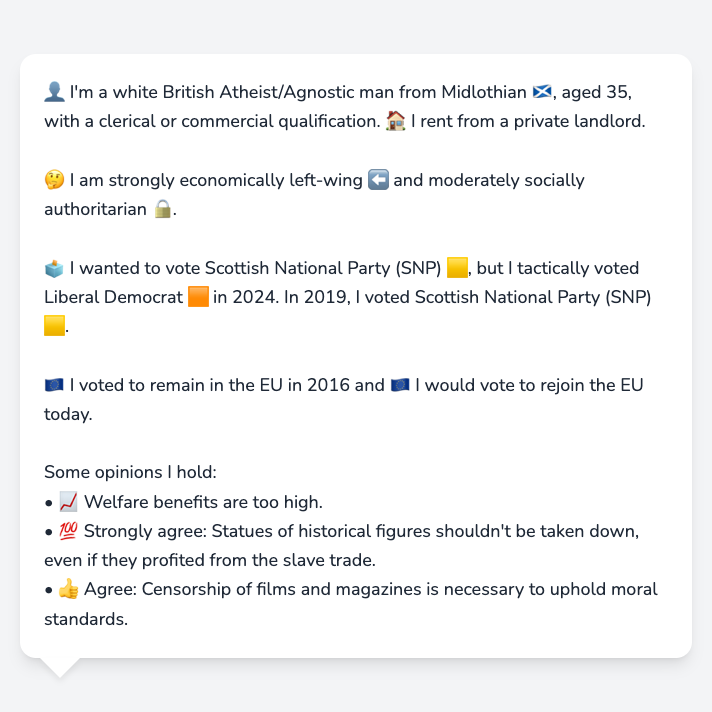 👤 I'm a white British Atheist/Agnostic man from Midlothian 🏴󠁧󠁢󠁳󠁣󠁴󠁿, aged 35,
with a clerical or commercial qualification. 🏠 I rent from a private landlord.
🤔 I am strongly economically left-wing ⬅️ and moderately socially
authoritarian 🔒.
🗳️ I wanted to vote Scottish National Party (SNP) 🟨, but I tactically voted
Liberal Democrat 🟧 in 2024. In 2019, I voted Scottish National Party (SNP)
🟨.
🇪🇺 I voted to remain in the EU in 2016 and 🇪🇺 I would vote to rejoin the EU
today.
Some opinions I hold:
• 📈 Welfare benefits are too high.
• 💯 Strongly agree: Statues of historical figures shouldn't be taken down,
even if they profited from the slave trade.
• 👍 Agree: Censorship of films and magazines is necessary to uphold moral
standards.